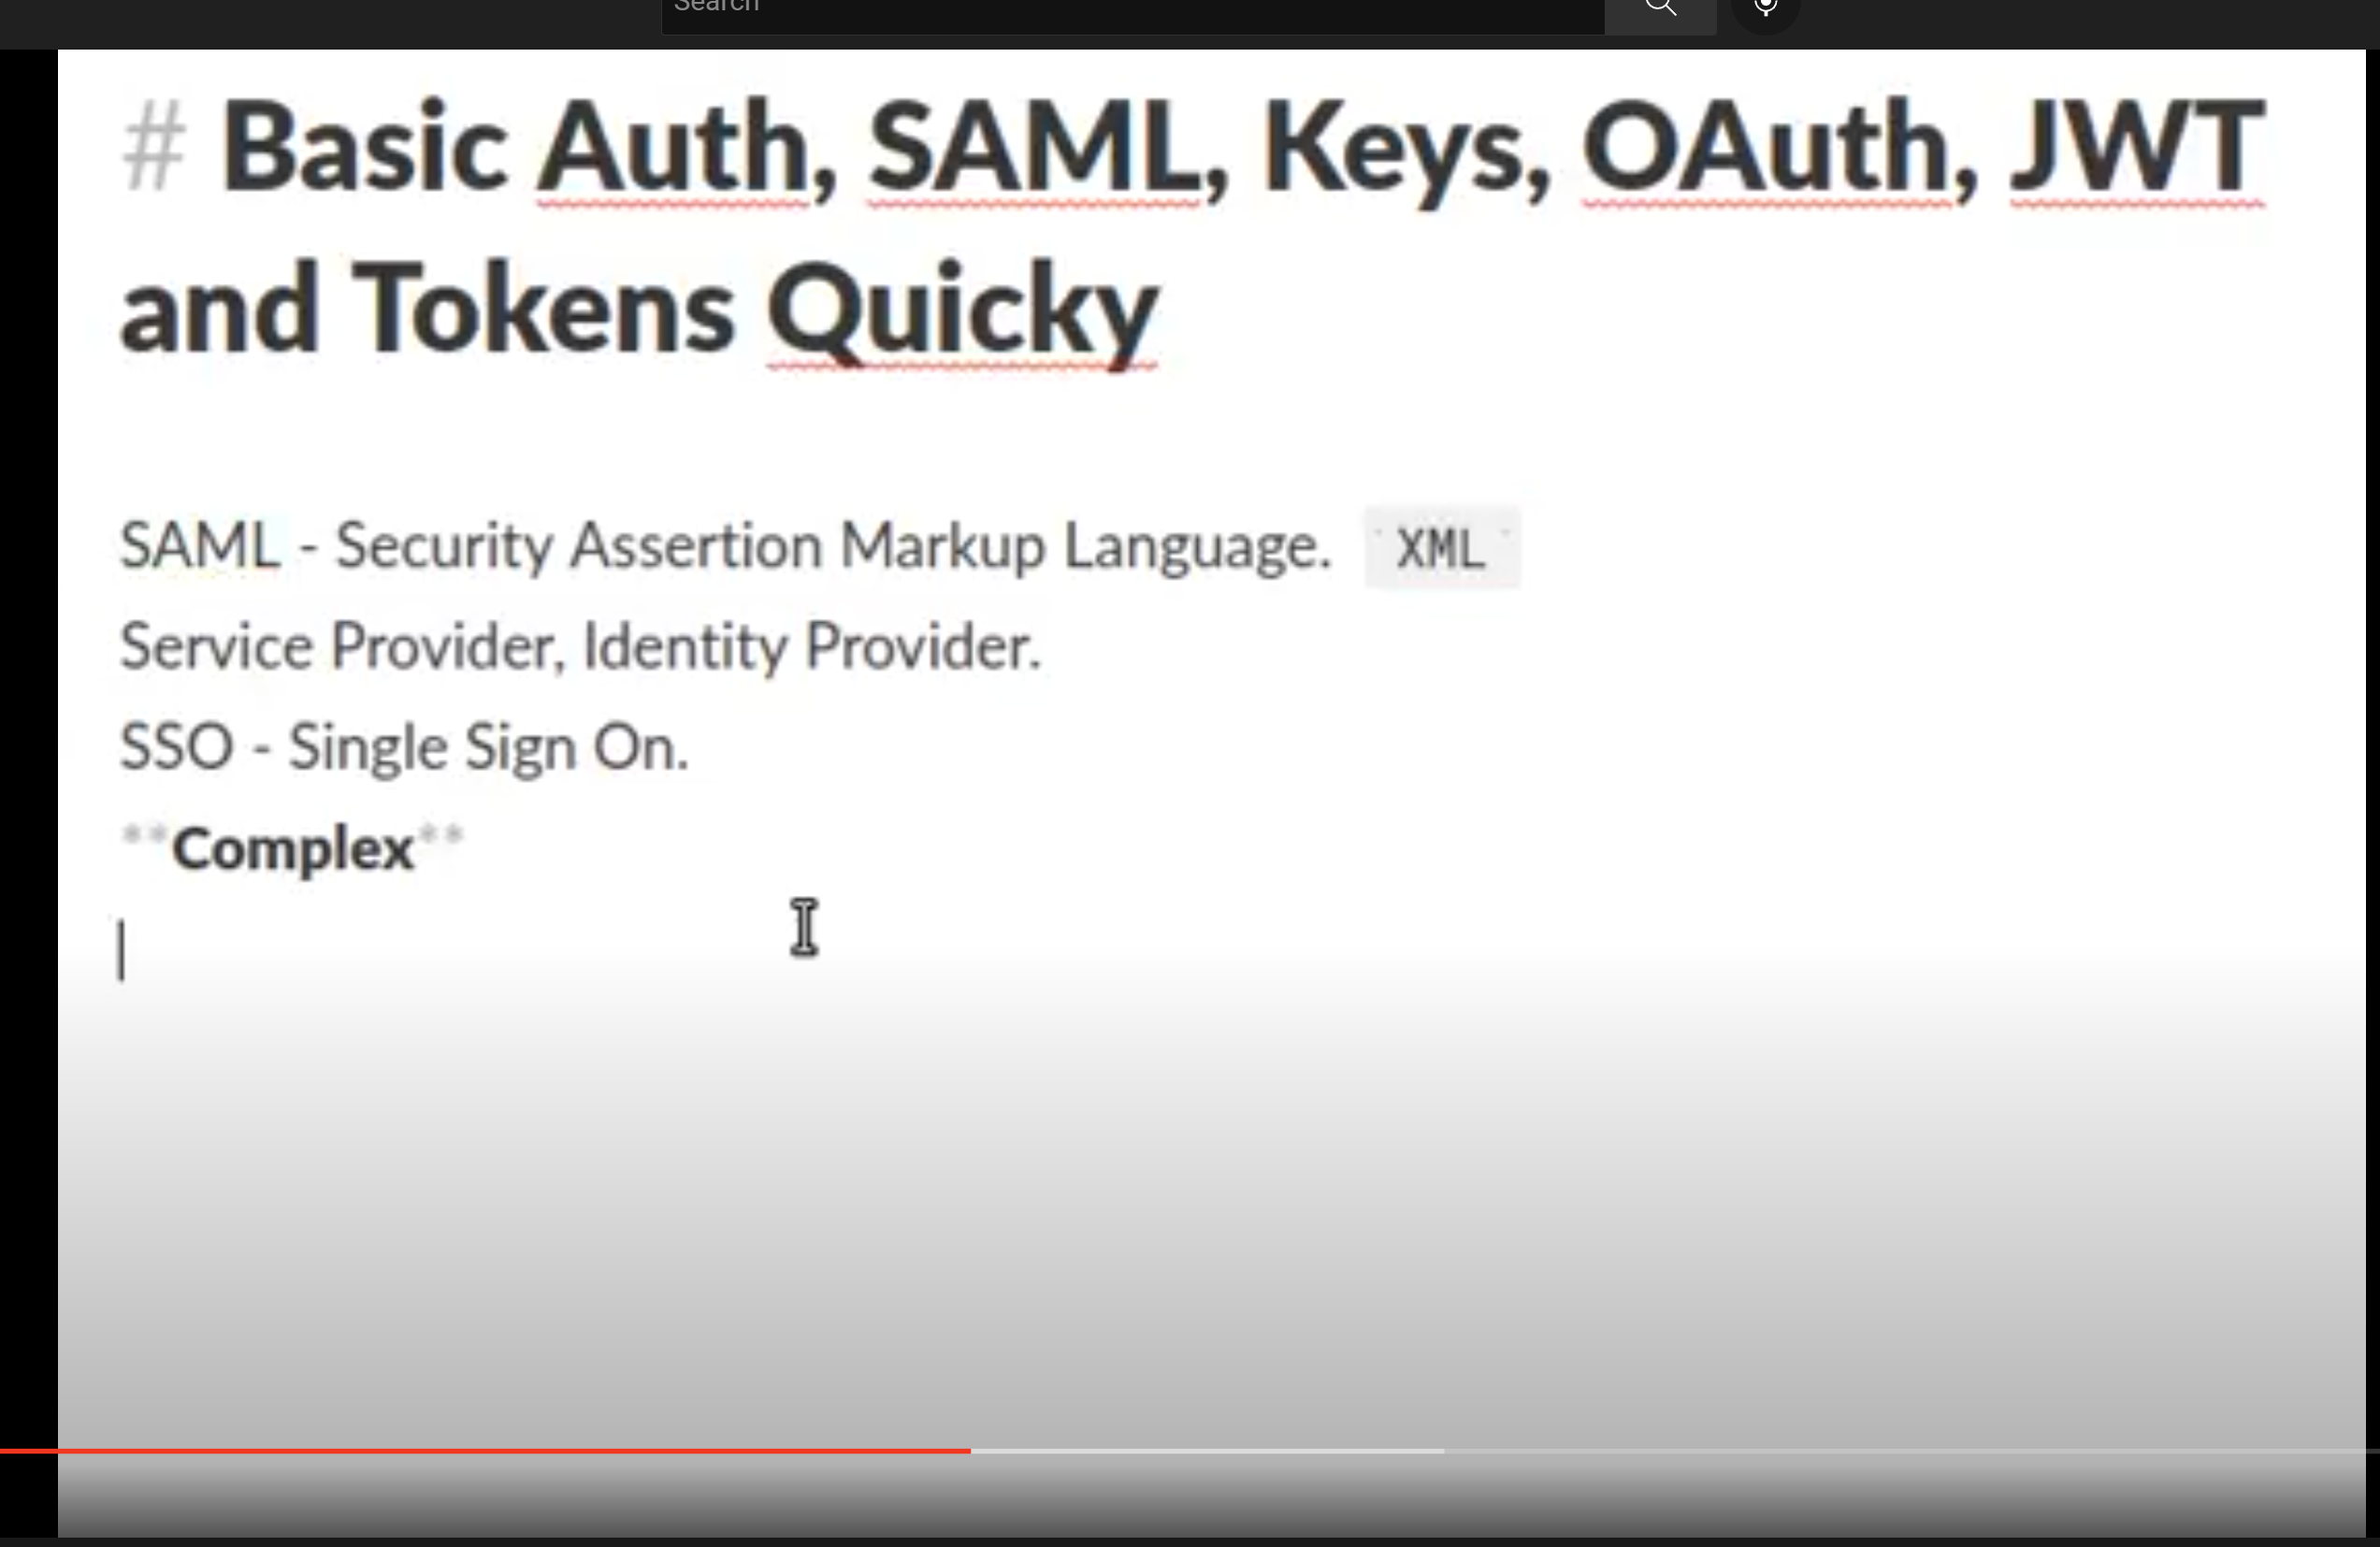 Search
# Basic Auth, SAML, Keys, OAuth, JWT
and Tokens Quicky
SAML - Security Assertion Markup Language. ` XML `
Service Provider, Identity Provider.
SSO - Single Sign On.
**Complex**